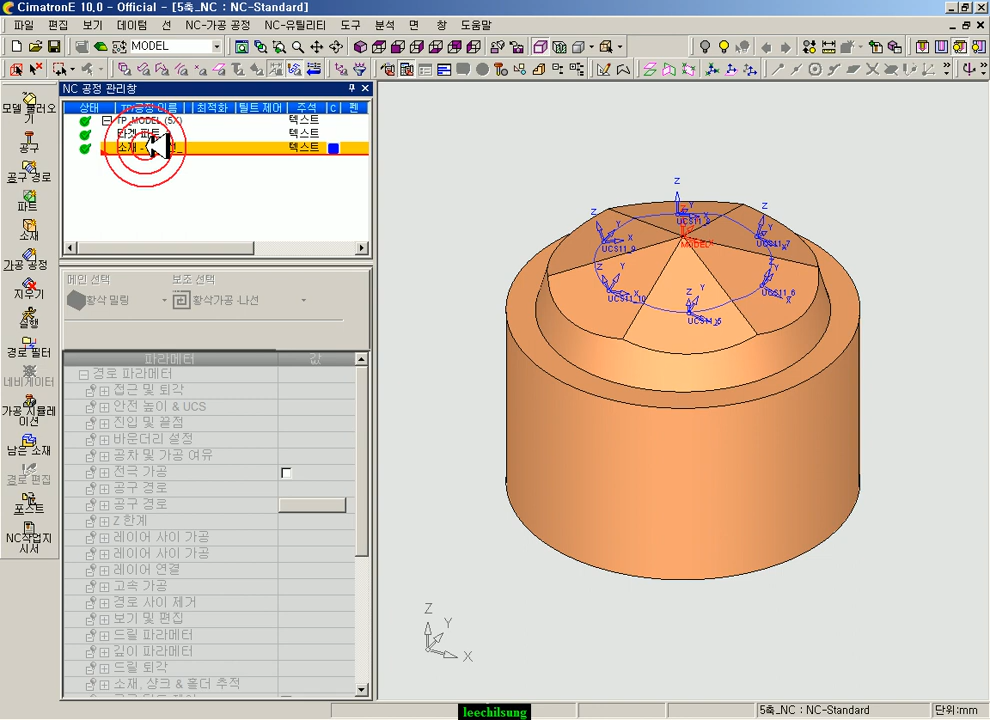 CimatronE 10,0 - Official - [5축_NC : NC-Standard]
파일 편집 보기 데이텀 선 NC-가공 공정 NC-유틸리티 도구 분석 면 창 도움말
MODEL
NC 공정 관리창
상태 TP/공정 이름 최적화 틸트 제어 주석 C 펜
TP_MODEL (5X) 텍스트
타겟 파트 텍스트
소재 텍스트
모델 불러오
기
공구
공구 경로
파트
소재
가공 공정
지우기
실행
경로 필터
네비게이터
가공 시뮬레
이션
남은 소재
경로 편집
포스트
NC작업지
시서
메인 선택 보조 선택
황삭 밀링 황삭가공 -나선
파라메터 값
경로 파라메터
접근 및 퇴각
안전 높이 & UCS
진입 및 끝점
바운더리 설정
공차 및 가공 여유
전극 가공
공구 경로
공구 경로
Z 한계
레이어 사이 가공
레이어 사이 가공
레이어 연결
고속 가공
경로 사이 제거
보기 및 편집
드릴 파라메터
깊이 파라메터
드릴 퇴각
소재, 샹크 & 홀더 추적
Z
Y
X
UCS11_9
UCS11_7
MODEL
UCS11_10
UCS11_6
UCS11_5
Z
Y
X
leechilsung
5축_NC : NC-Standard
단위:mm